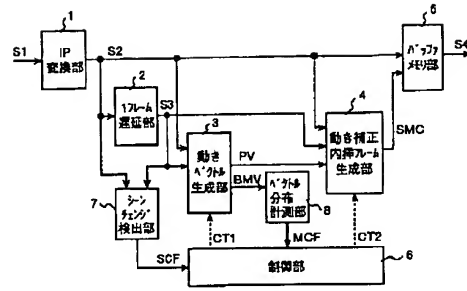 1
S1
IP
変換部
S2
2
1フレーム
遅延部
S3
3
動き
ベクトル
生成部
PV
BMV
4
動き補正
内挿フレーム
生成部
5
バッファ
メモリ部
S4
SMC
7
シーン
チェンジ
検出部
SCF
CT1
ベクトル
分布
計測部
8
MCF
CT2
制御部
6